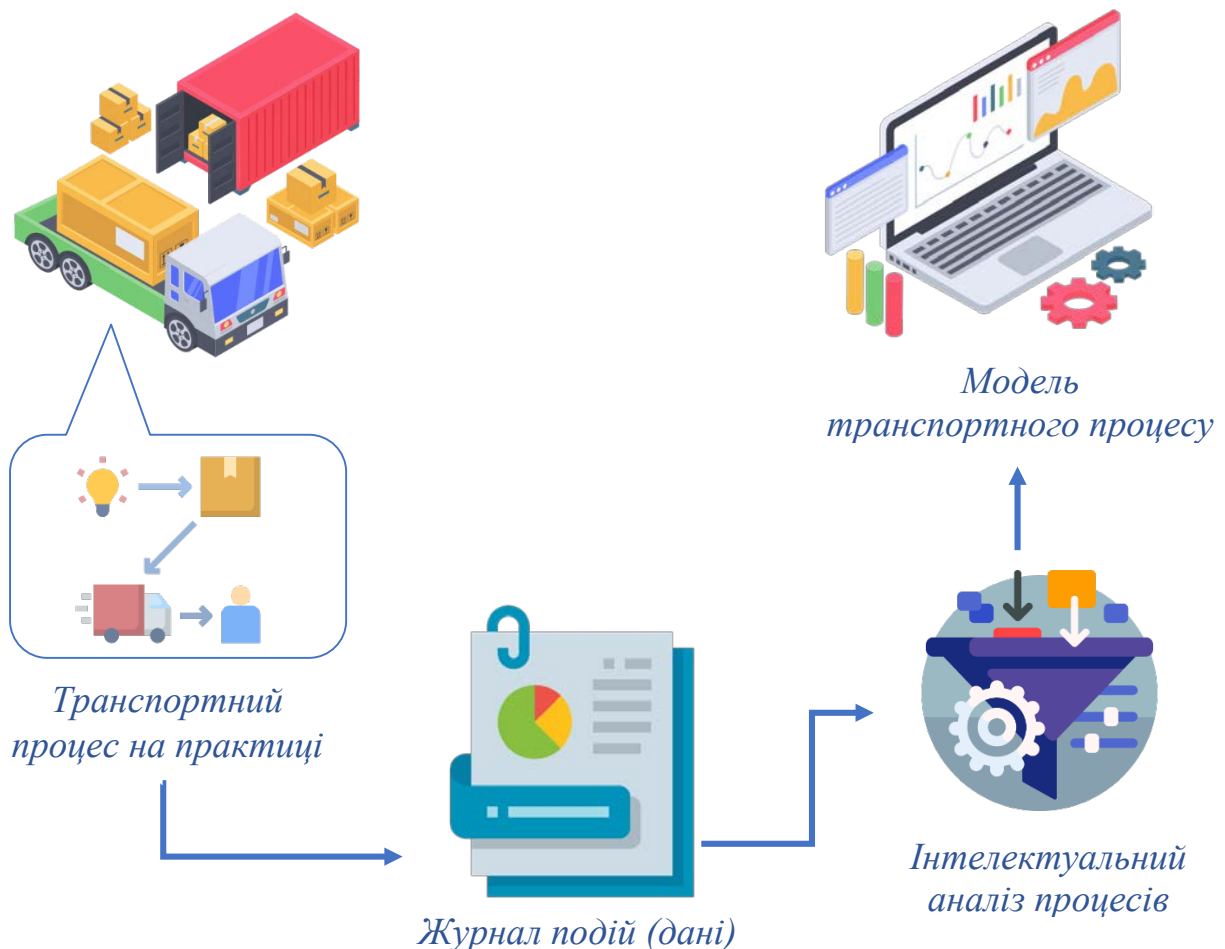 Модель
транспортного процесу
Транспортний
процес на практиці
Інтелектуальний
аналіз процесів
Журнал подій (дані)